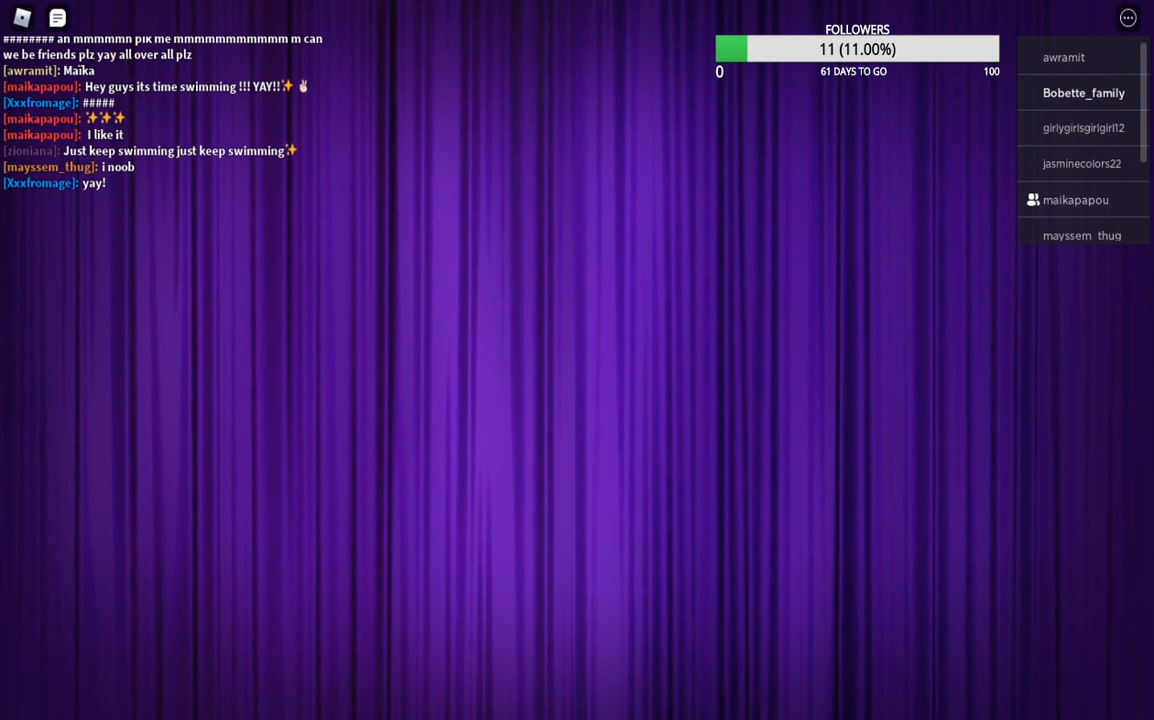 ######## an mmmmmn pik me mmmmmmmmmmm m can
we be friends plz yay all over all plz
[awramit]: Maïka
[maikapapou]: Hey guys its time swimming !!! YAY!!✨ ✌🏻
[Xxxfromage]: #####
[maikapapou]: ✨✨✨
[maikapapou]: I like it
[zioniana]: Just keep swimming just keep swimming✨
[mayssem_thug]: i noob
[Xxxfromage]: yay!
FOLLOWERS
11 (11.00%)
0 61 DAYS TO GO 100
awramit
Bobette_family
girlygirlsgirlgirl12
jasminecolors22
maikapapou
mayssem_thug